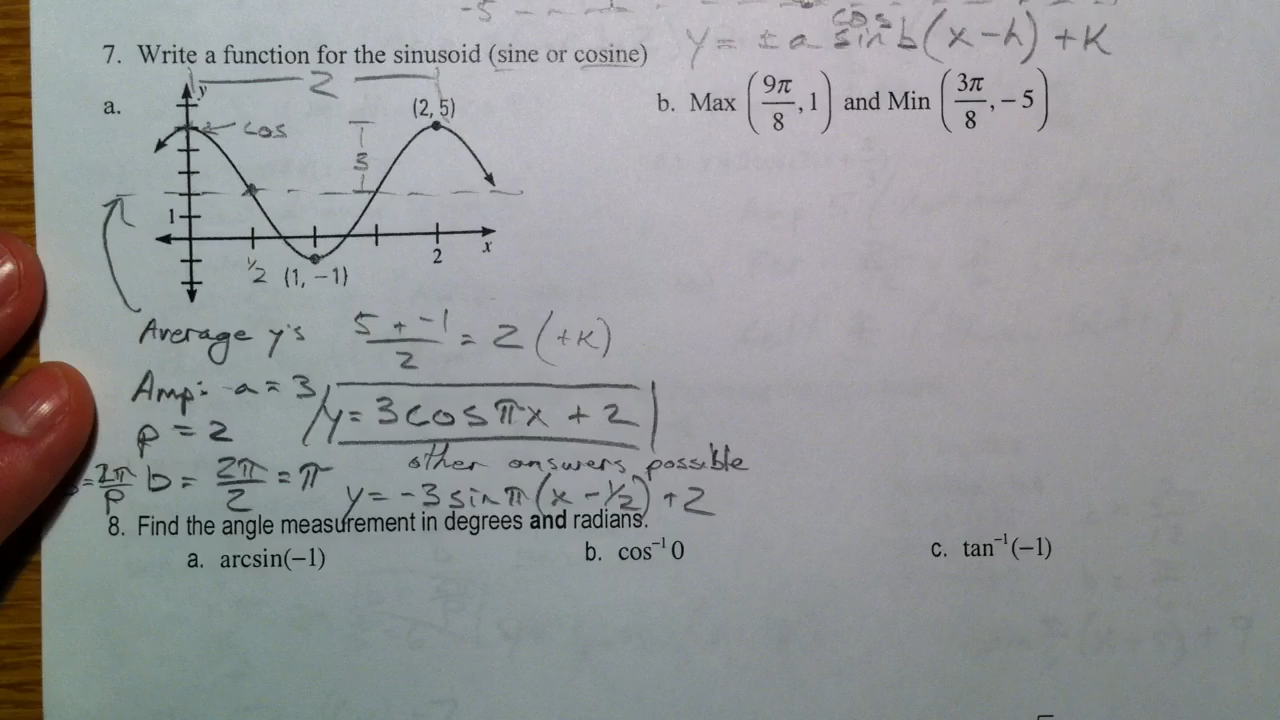 -5
y = ± a cos sin b(x-h) + K
7. Write a function for the sinusoid (sine or cosine)
2
a.
y
cos
(2, 5)
3
1
x
2
1/2 (1, −1)
b. Max (9π/8, 1) and Min (3π/8, −5)
Average y's 5 + -1 / 2 = 2 (+K)
Amp: a = 3
y = 3 cos πx + 2
p = 2
other answers possible
= 2π/p b = 2π/2 = π
y = -3 sin π(x - 1/2) + 2
8. Find the angle measurement in degrees and radians.
a. arcsin(−1)
b. cos⁻¹ 0
c. tan⁻¹(−1)